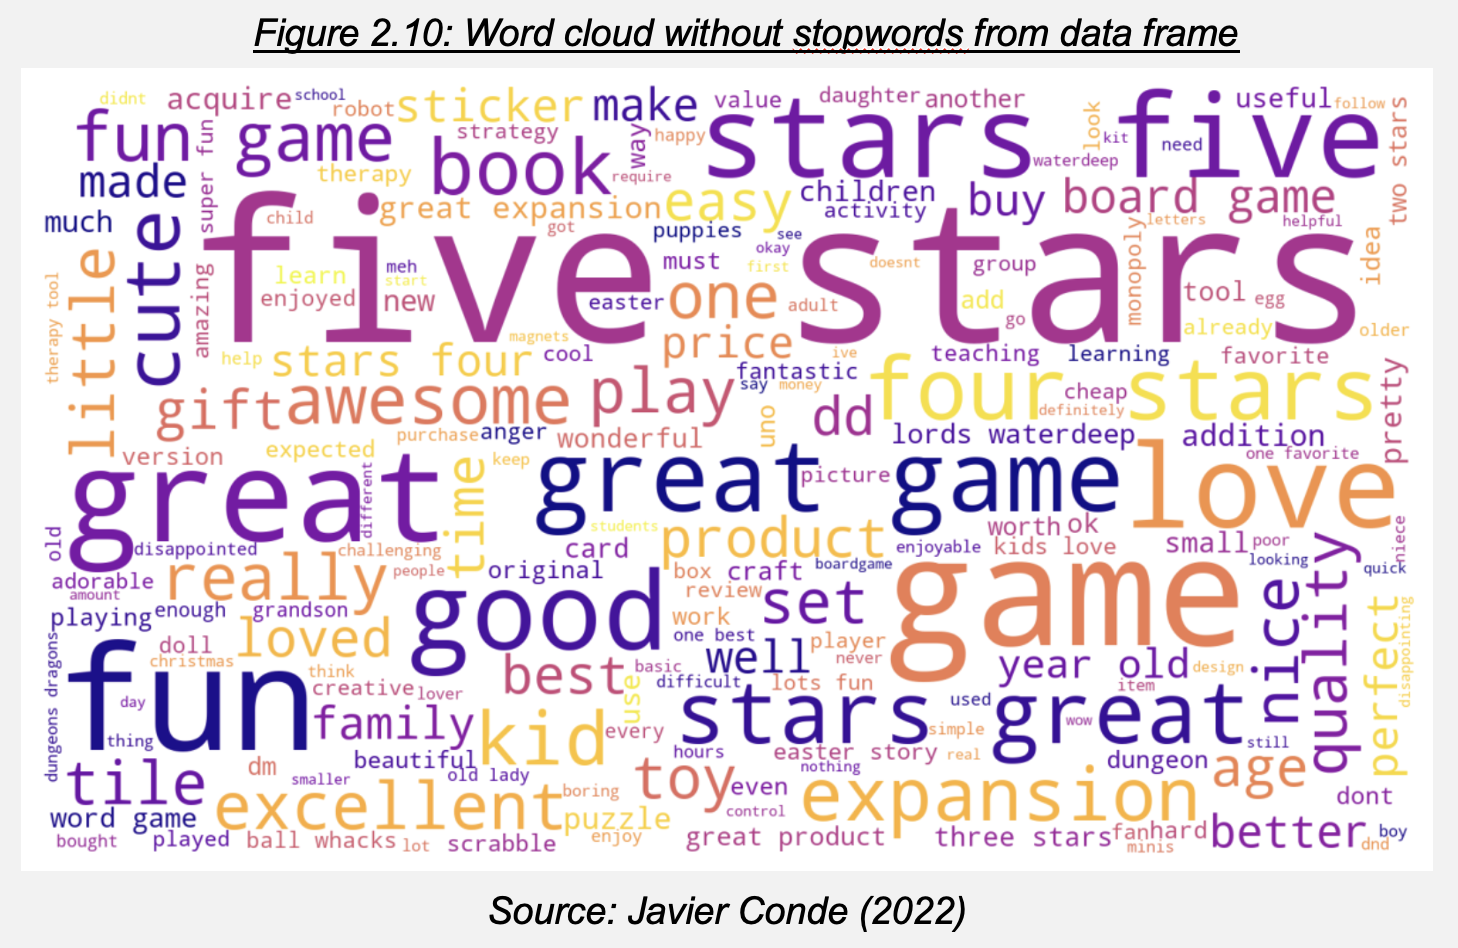 Figure 2.10: Word cloud without stopwords from data frame
didnt
acquire
school
robot
sticker
make
value
daughter
another
look
useful
follow
two stars
fun
super fun
game
strategy
book
way
happy
stars five
waterdeep
kit
need
made
therapy
require
children
buy
board game
much
cute
child
great expansion
got
easy
activity
puppies
see
okay
monopoly
letters
helpful
idea
five stars
little
amazing
learn
meh
start
must
first
doesnt
group
therapy tool
enjoyed
new
easter
one
adult
add
tool
egg
go
magnets
price
ive
already
older
help
stars four
cool
teaching
learning
favorite
fantastic
say
money
four stars
cheap
definitely
pretty
gift
awesome
play
uno
dd
purchase
anger
wonderful
lords waterdeep
addition
version
expected
keep
one favorite
great
different
time
great game
picture
love
students
product
worth
ok
old
disappointed
challenging
card
enjoyable
kids love
small
poor
niece
adorable
really
people
original
box
craft
boardgame
looking
quick
amount
review
playing
enough
grandson
good
set
work
game
nice
quality
perfect
disappointing
dungeons dragons
doll
loved
one best
well
player
christmas
think
best
basic
never
year old
design
fun
creative
lover
use
difficult
lots fun
item
day
family
kid
every
stars great
used
simple
wow
thing
hours
easter story
real
still
beautiful
nothing
dungeon
age
tile
dm
smaller
old lady
toy
even
expansion
dont
excellent
boring
control
word game
puzzle
better
boy
bought
played
ball whacks
lot
scrabble
enjoy
great product
three stars
fan
hard
minis
dnd
Source: Javier Conde (2022)